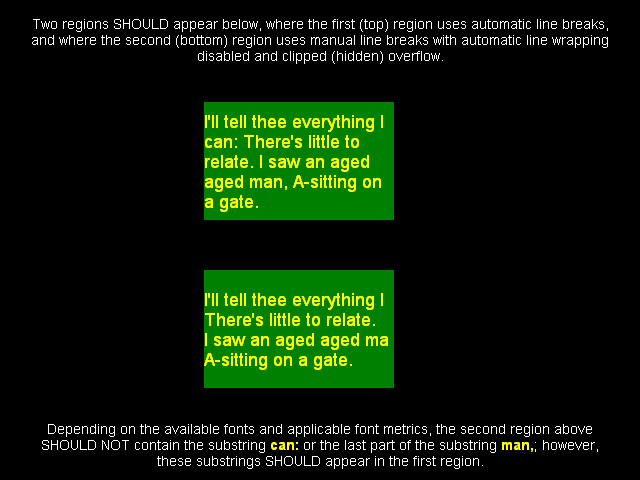 Two regions SHOULD appear below, where the first (top) region uses automatic line breaks,
and where the second (bottom) region uses manual line breaks with automatic line wrapping
disabled and clipped (hidden) overflow.
I'll tell thee everything I
can: There's little to
relate. I saw an aged
aged man, A-sitting on
a gate.
I'll tell thee everything I
There's little to relate.
I saw an aged aged ma
A-sitting on a gate.
Depending on the available fonts and applicable font metrics, the second region above
SHOULD NOT contain the substring can: or the last part of the substring man,; however,
these substrings SHOULD appear in the first region.